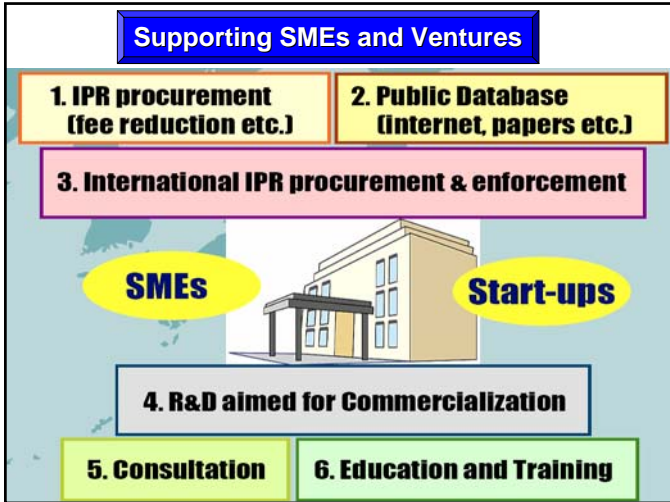 Supporting SMEs and Ventures
1. IPR procurement
(fee reduction etc.)
2. Public Database
(internet, papers etc.)
3. International IPR procurement & enforcement
SMEs
Start-ups
4. R&D aimed for Commercialization
5. Consultation
6. Education and Training